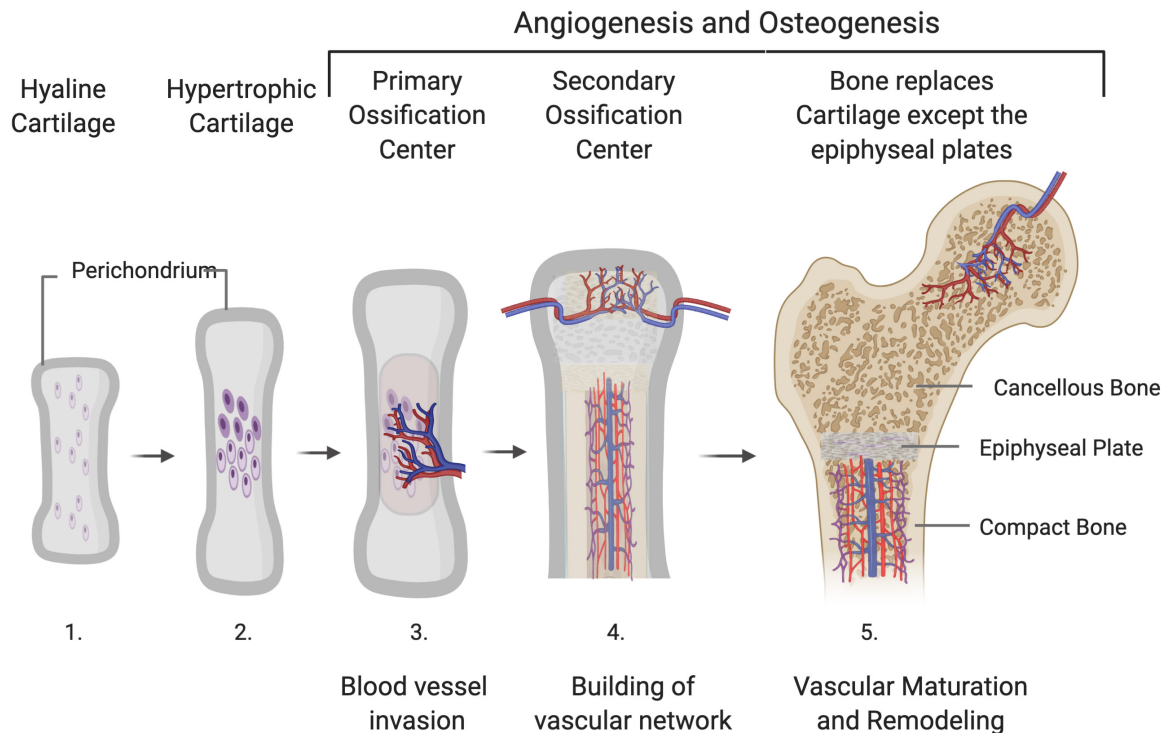 Angiogenesis and Osteogenesis
Hyaline
Cartilage
Hypertrophic
Cartilage
Primary
Ossification
Center
Secondary
Ossification
Center
Bone replaces
Cartilage except the
epiphyseal plates
Perichondrium
Cancellous Bone
Epiphyseal Plate
Compact Bone
1.
2.
3.
4.
5.
Blood vessel
invasion
Building of
vascular network
Vascular Maturation
and Remodeling